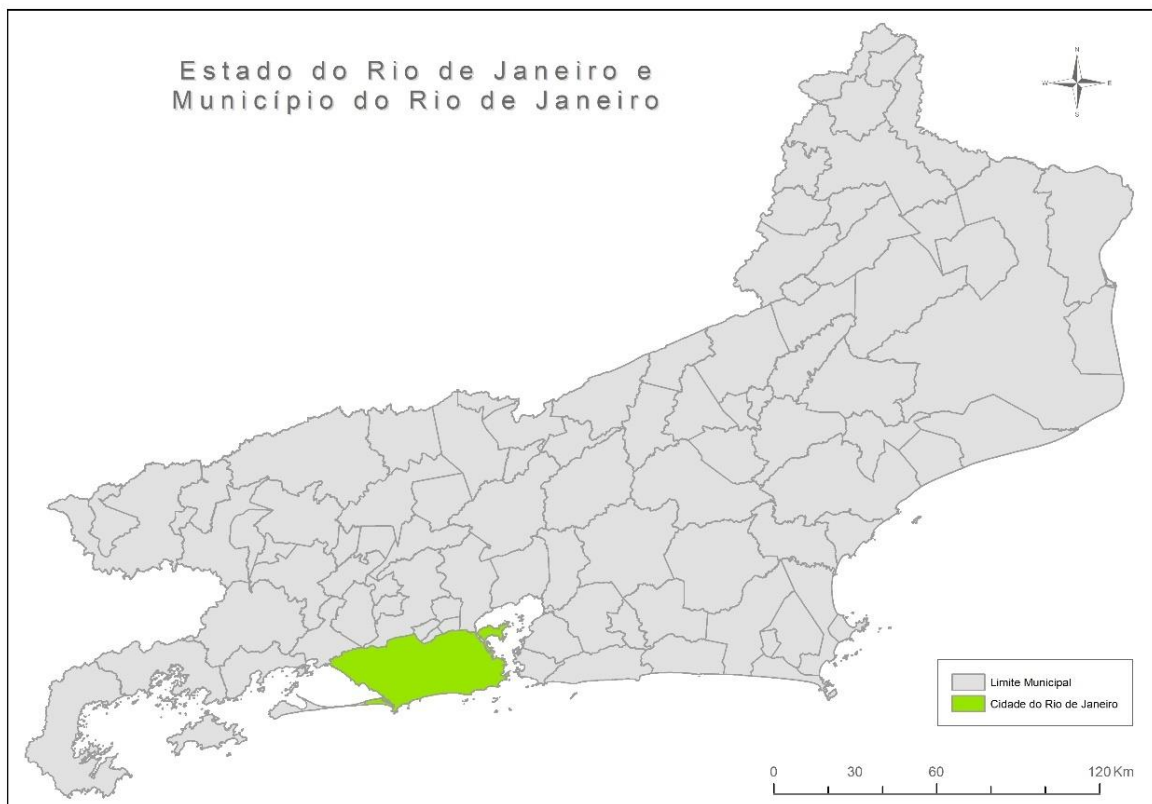 Estado do Rio de Janeiro e
Município do Rio de Janeiro
N
W E
S
Limite Municipal
Cidade do Rio de Janeiro
0 30 60 120 Km